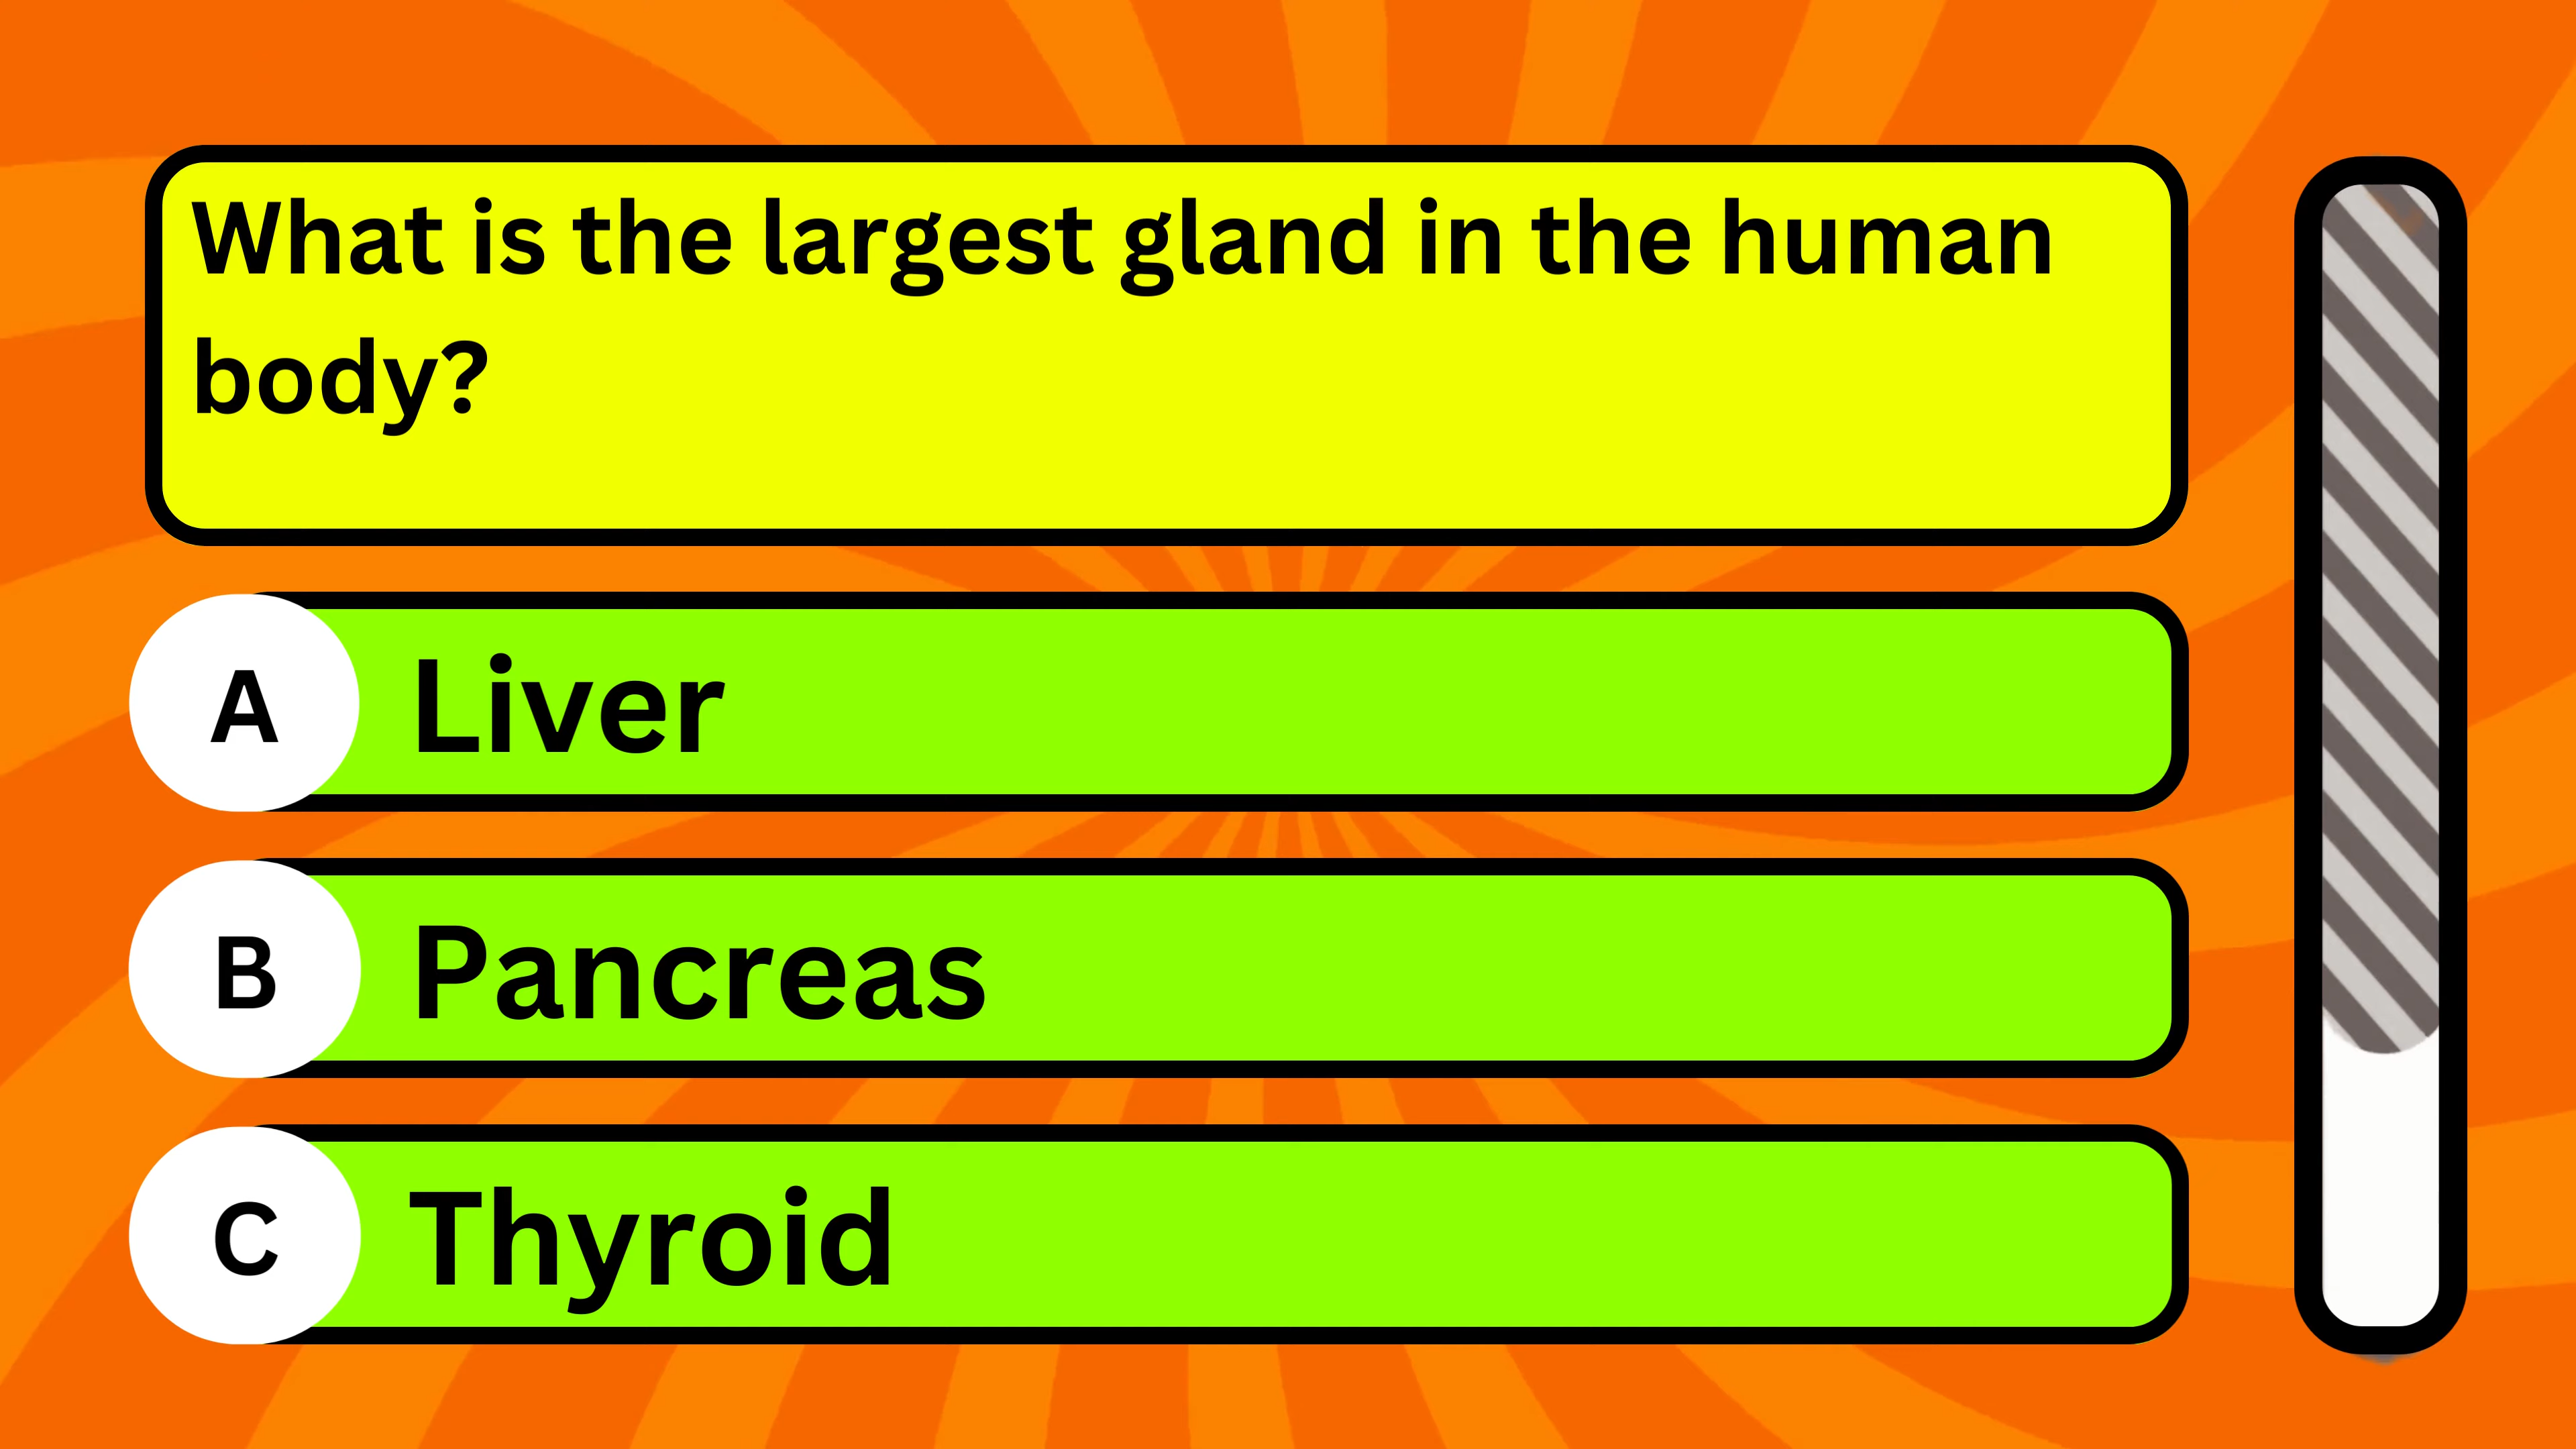 What is the largest gland in the human
body?
A Liver
B Pancreas
C Thyroid